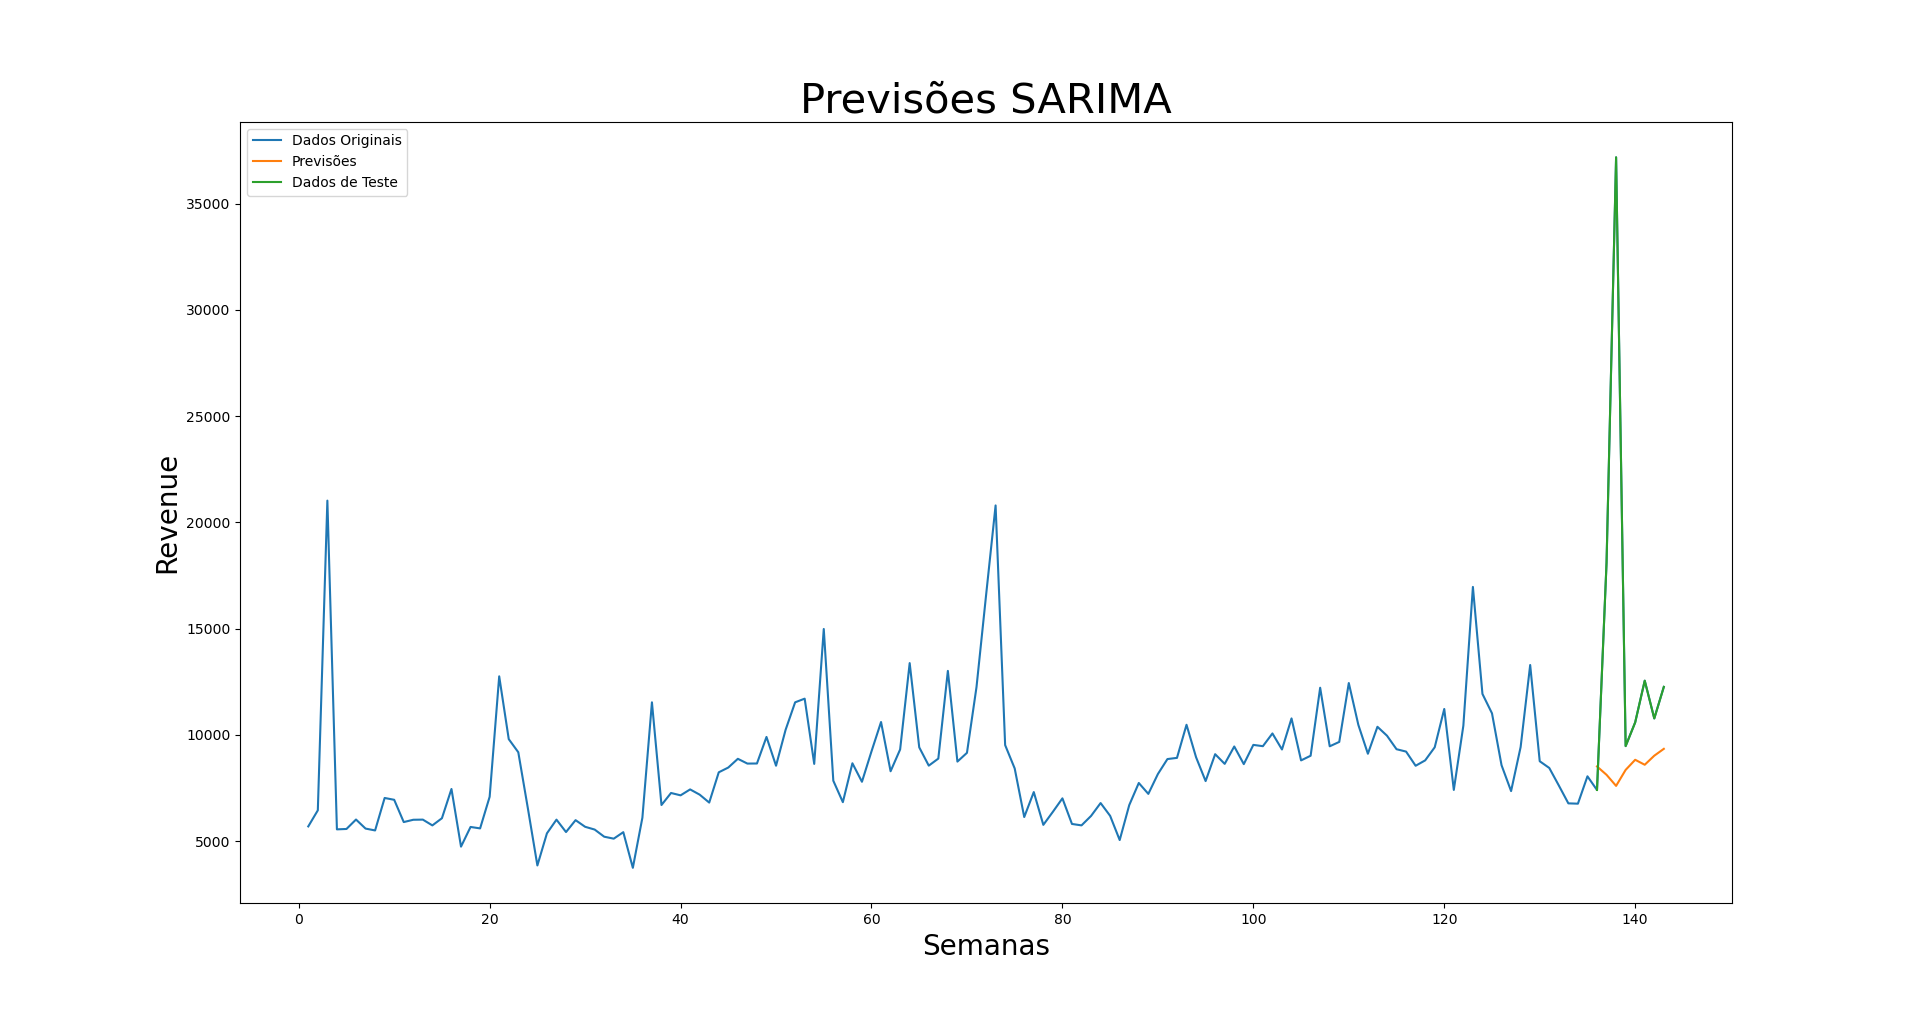 Previsões SARIMA
Dados Originais
Previsões
Dados de Teste
35000
30000
25000
20000
15000
10000
5000
Revenue
0 20 40 60 80 100 120 140
Semanas